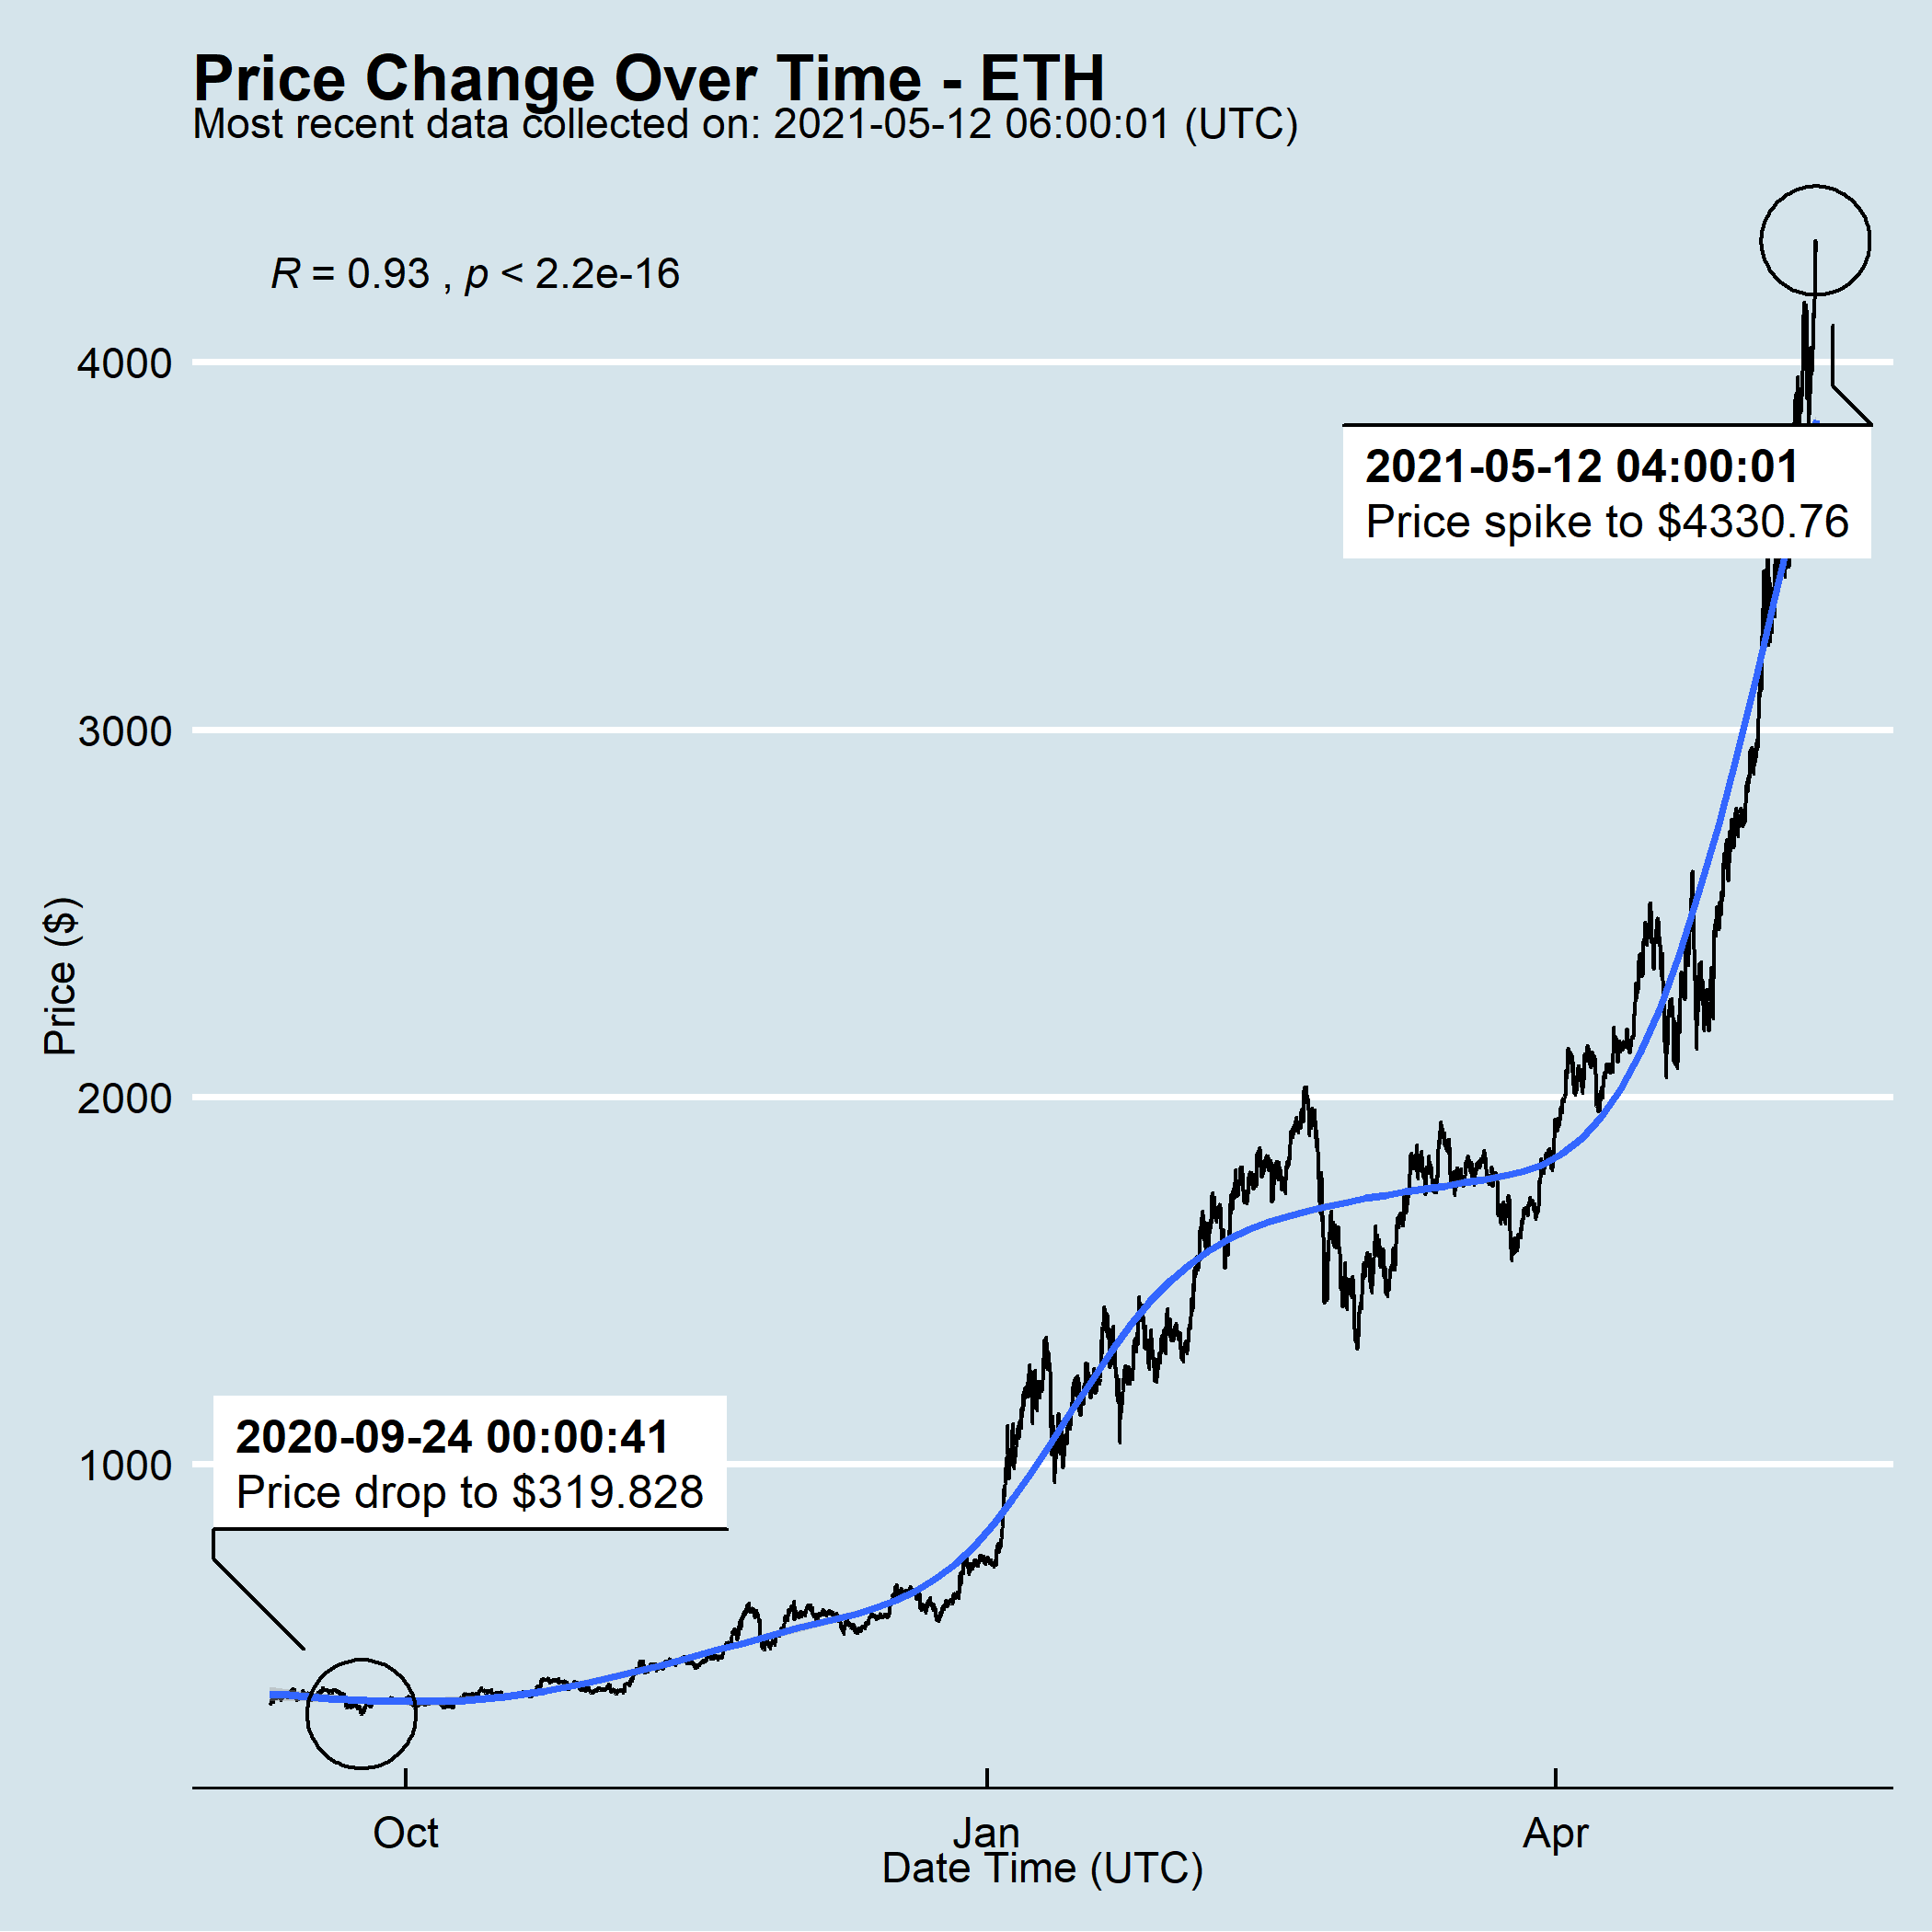 Price Change Over Time - ETH
Most recent data collected on: 2021-05-12 06:00:01 (UTC)
R = 0.93 , p < 2.2e-16
4000
2021-05-12 04:00:01
Price spike to $4330.76
3000
Price ($)
2000
2020-09-24 00:00:41
1000
Price drop to $319.828
Oct
Jan
Apr
Date Time (UTC)